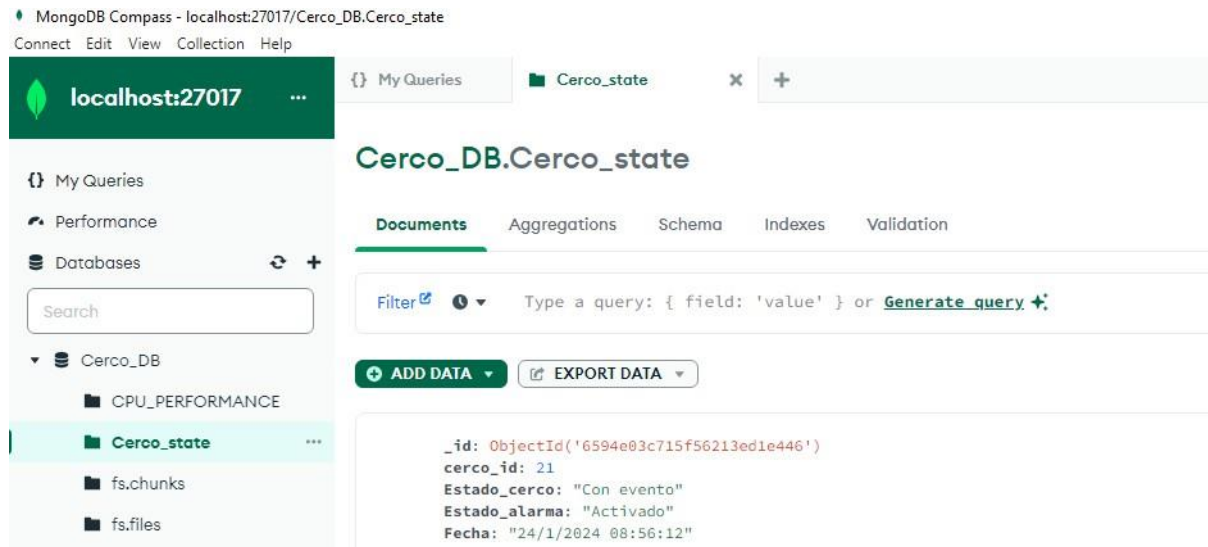 MongoDB Compass - localhost:27017/Cerco_DB.Cerco_state
Connect Edit View Collection Help
localhost:27017 ...
{} My Queries
Performance
Databases
Search
Cerco_DB
CPU_PERFORMANCE
Cerco_state ...
fs.chunks
fs.files
{} My Queries Cerco_state
Cerco_DB.Cerco_state
Documents Aggregations Schema Indexes Validation
Filter Type a query: { field: 'value' } or Generate query
ADD DATA EXPORT DATA
_id: ObjectId('6594e03c715f56213ed1e446')
cerco_id: 21
Estado_cerco: "Con evento"
Estado_alarma: "Activado"
Fecha: "24/1/2024 08:56:12"